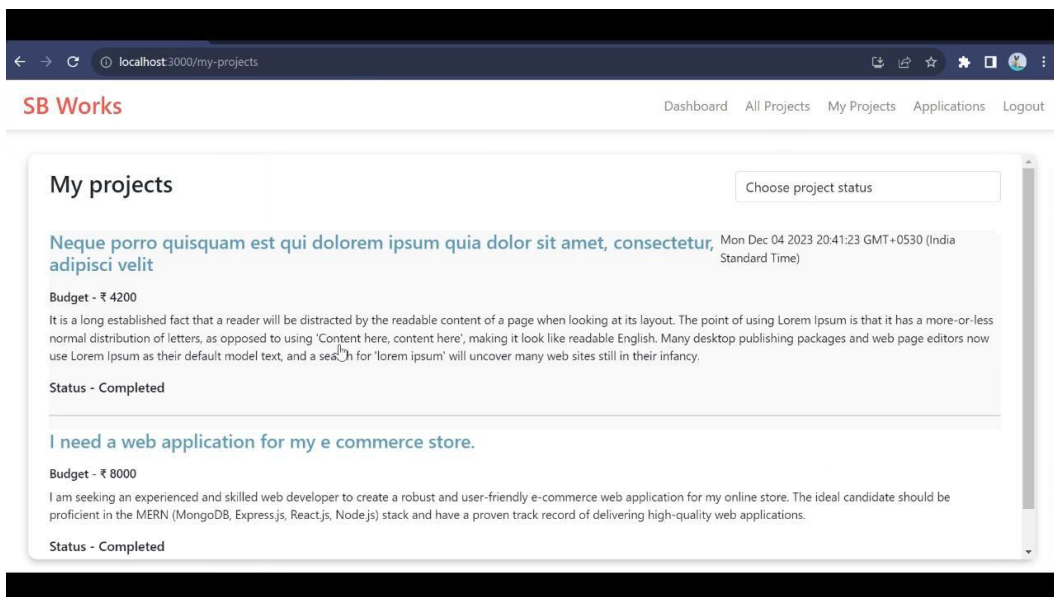 localhost:3000/my-projects
SB Works
Dashboard All Projects My Projects Applications Logout
My projects
Choose project status
Neque porro quisquam est qui dolorem ipsum quia dolor sit amet, consectetur,
adipisci velit
Mon Dec 04 2023 20:41:23 GMT+0530 (India
Standard Time)
Budget - ₹ 4200
It is a long established fact that a reader will be distracted by the readable content of a page when looking at its layout. The point of using Lorem Ipsum is that it has a more-or-less
normal distribution of letters, as opposed to using 'Content here, content here', making it look like readable English. Many desktop publishing packages and web page editors now
use Lorem Ipsum as their default model text, and a search for 'lorem ipsum' will uncover many web sites still in their infancy.
Status - Completed
I need a web application for my e commerce store.
Budget - ₹ 8000
I am seeking an experienced and skilled web developer to create a robust and user-friendly e-commerce web application for my online store. The ideal candidate should be
proficient in the MERN (MongoDB, Express.js, React.js, Node.js) stack and have a proven track record of delivering high-quality web applications.
Status - Completed